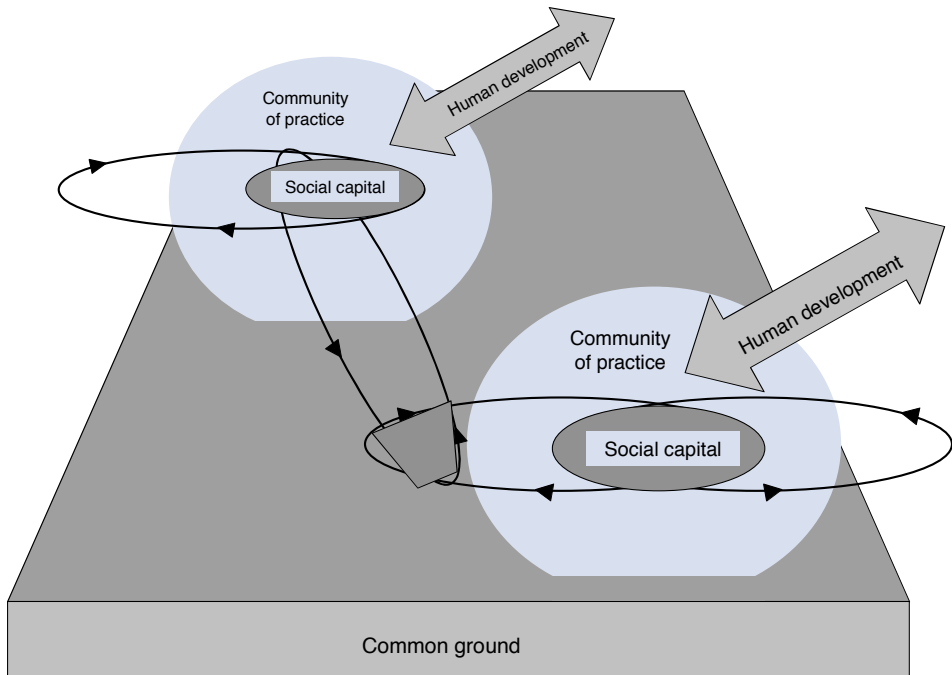 Human development
Community
of practice
Social capital
Human development
Community
of practice
Social capital
Common ground